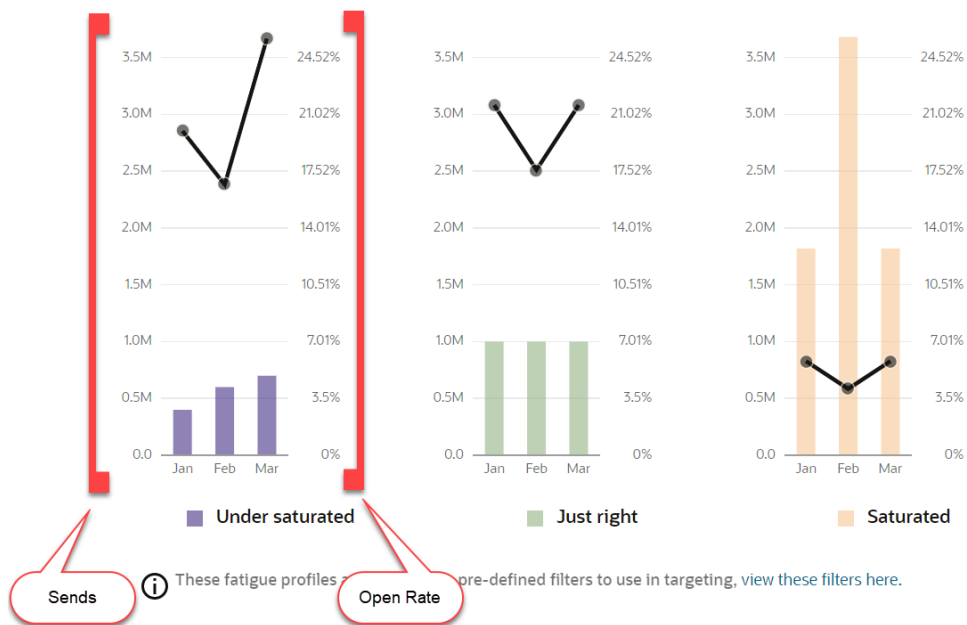 3.5M 24.52% 3.5M 24.52% 3.5M 24.52%
3.0M 21.02% 3.0M 21.02% 3.0M 21.02%
2.5M 17.52% 2.5M 17.52% 2.5M 17.52%
2.0M 14.01% 2.0M 14.01% 2.0M 14.01%
1.5M 10.51% 1.5M 10.51% 1.5M 10.51%
1.0M 7.01% 1.0M 7.01% 1.0M 7.01%
0.5M 3.5% 0.5M 3.5% 0.5M 3.5%
0.0 0% 0.0 0% 0.0 0%
Jan Feb Mar Jan Feb Mar Jan Feb Mar
Under saturated Just right Saturated
These fatigue profiles pre-defined filters to use in targeting, view these filters here.
Sends Open Rate